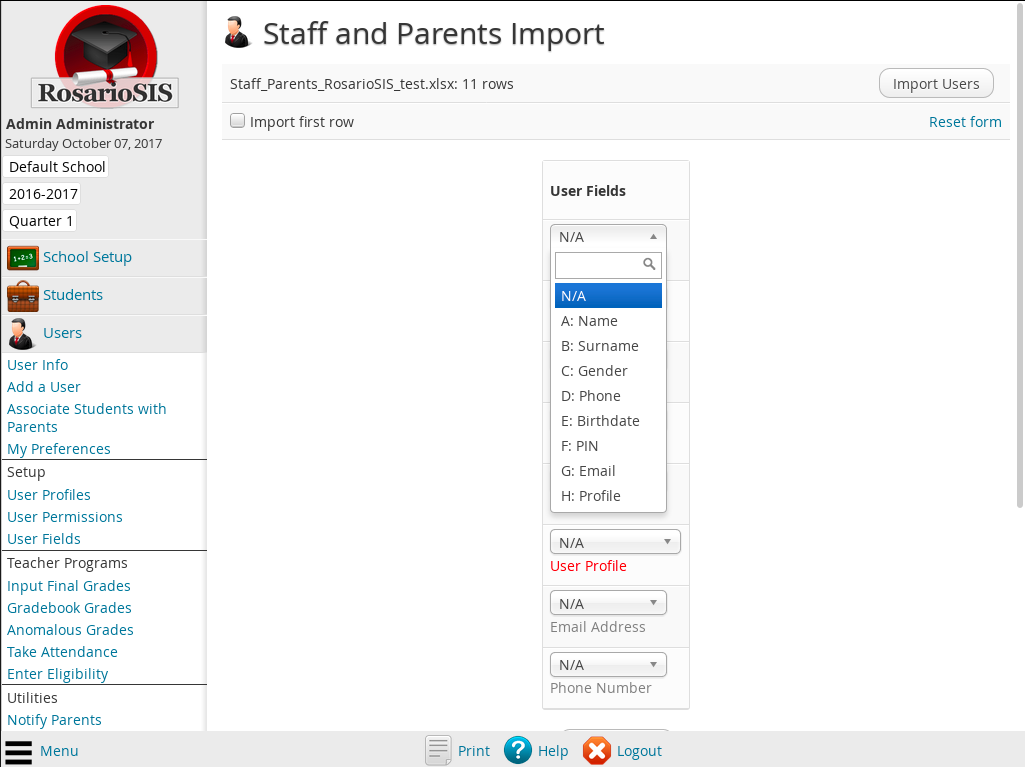 RosarioSIS
Admin Administrator
Saturday October 07, 2017
Default School
2016-2017
Quarter 1
School Setup
Students
Users
User Info
Add a User
Associate Students with
Parents
My Preferences
Setup
User Profiles
User Permissions
User Fields
Teacher Programs
Input Final Grades
Gradebook Grades
Anomalous Grades
Take Attendance
Enter Eligibility
Utilities
Notify Parents
Staff and Parents Import
Staff_Parents_RosarioSIS_test.xlsx: 11 rows
Import Users
Import first row
Reset form
User Fields
N/A
N/A
A: Name
B: Surname
C: Gender
D: Phone
E: Birthdate
F: PIN
G: Email
H: Profile
N/A
User Profile
N/A
Email Address
N/A
Phone Number
Menu
Print
Help
Logout